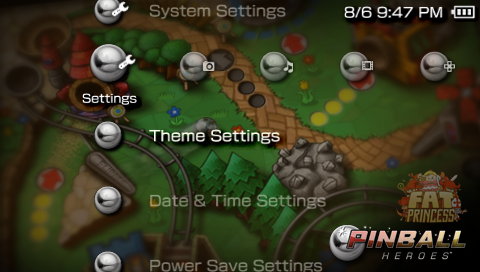 System Settings
8/6 9:47 PM
Settings
Theme Settings
Date & Time Settings
FAT
PRINCESS
PINBALL
HEROES
Power Save Settings